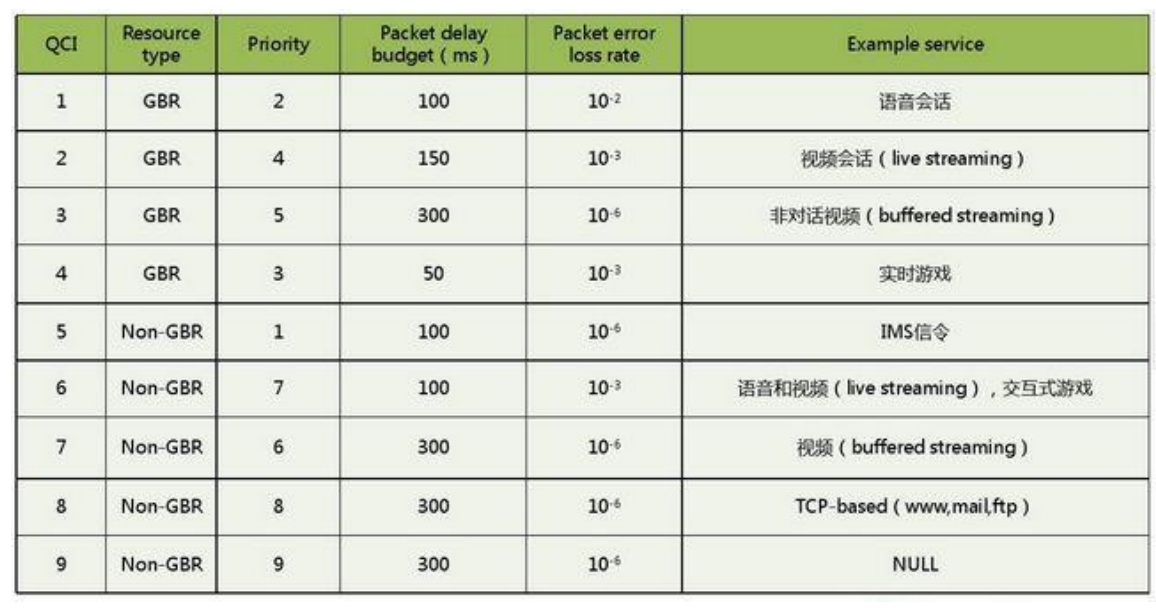 QCI Resource type Priority Packet delay budget ( ms ) Packet error loss rate Example service
1 GBR 2 100 10⁻² 语音会话
2 GBR 4 150 10⁻³ 视频会话 ( live streaming )
3 GBR 5 300 10⁻⁶ 非对话视频 ( buffered streaming )
4 GBR 3 50 10⁻³ 实时游戏
5 Non-GBR 1 100 10⁻⁶ IMS信令
6 Non-GBR 7 100 10⁻³ 语音和视频 ( live streaming ) , 交互式游戏
7 Non-GBR 6 300 10⁻⁶ 视频 ( buffered streaming )
8 Non-GBR 8 300 10⁻⁶ TCP-based ( www,mail,ftp )
9 Non-GBR 9 300 10⁻⁶ NULL